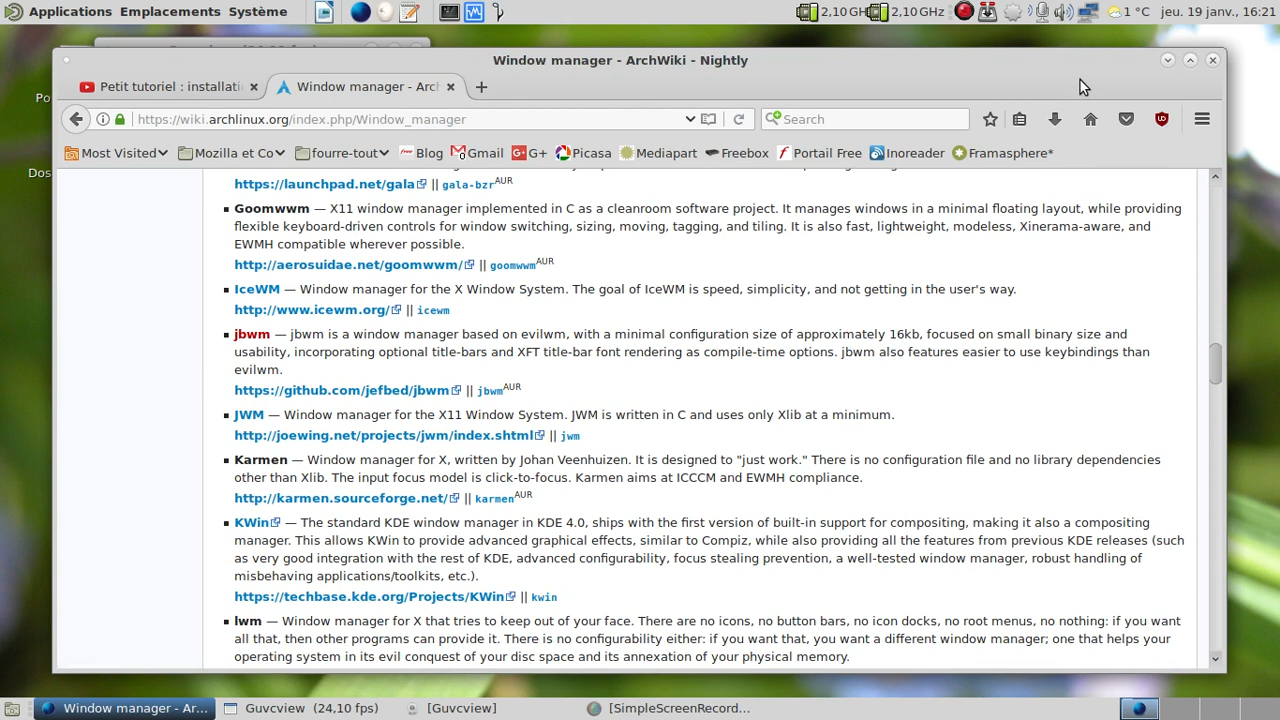 Applications Emplacements Système
2,10 GH 2,10 GHz
1 °C jeu. 19 janv., 16:21
Window manager - ArchWiki - Nightly
Petit tutoriel : installati
Window manager - Arch
https://wiki.archlinux.org/index.php/Window_manager
Search
Most Visited Mozilla et Co fourre-tout Blog Gmail G+ Picasa Mediapart Freebox Portail Free Inoreader Framasphere*
Po
Dos
https://launchpad.net/gala || gala-bzrAUR
Goomwwm — X11 window manager implemented in C as a cleanroom software project. It manages windows in a minimal floating layout, while providing
flexible keyboard-driven controls for window switching, sizing, moving, tagging, and tiling. It is also fast, lightweight, modeless, Xinerama-aware, and
EWMH compatible wherever possible.
http://aerosuidae.net/goomwwm/ || goomwwmAUR
IceWM — Window manager for the X Window System. The goal of IceWM is speed, simplicity, and not getting in the user's way.
http://www.icewm.org/ || icewm
jbwm — jbwm is a window manager based on evilwm, with a minimal configuration size of approximately 16kb, focused on small binary size and
usability, incorporating optional title-bars and XFT title-bar font rendering as compile-time options. jbwm also features easier to use keybindings than
evilwm.
https://github.com/jefbed/jbwm || jbwmAUR
JWM — Window manager for the X11 Window System. JWM is written in C and uses only Xlib at a minimum.
http://joewing.net/projects/jwm/index.shtml || jwm
Karmen — Window manager for X, written by Johan Veenhuizen. It is designed to "just work." There is no configuration file and no library dependencies
other than Xlib. The input focus model is click-to-focus. Karmen aims at ICCCM and EWMH compliance.
http://karmen.sourceforge.net/ || karmenAUR
KWin — The standard KDE window manager in KDE 4.0, ships with the first version of built-in support for compositing, making it also a compositing
manager. This allows KWin to provide advanced graphical effects, similar to Compiz, while also providing all the features from previous KDE releases (such
as very good integration with the rest of KDE, advanced configurability, focus stealing prevention, a well-tested window manager, robust handling of
misbehaving applications/toolkits, etc.).
https://techbase.kde.org/Projects/KWin || kwin
lwm — Window manager for X that tries to keep out of your face. There are no icons, no button bars, no icon docks, no root menus, no nothing: if you want
all that, then other programs can provide it. There is no configurability either: if you want that, you want a different window manager; one that helps your
operating system in its evil conquest of your disc space and its annexation of your physical memory.
Window manager - Ar... Guvcview (24,10 fps) [Guvcview] [SimpleScreenRecord...